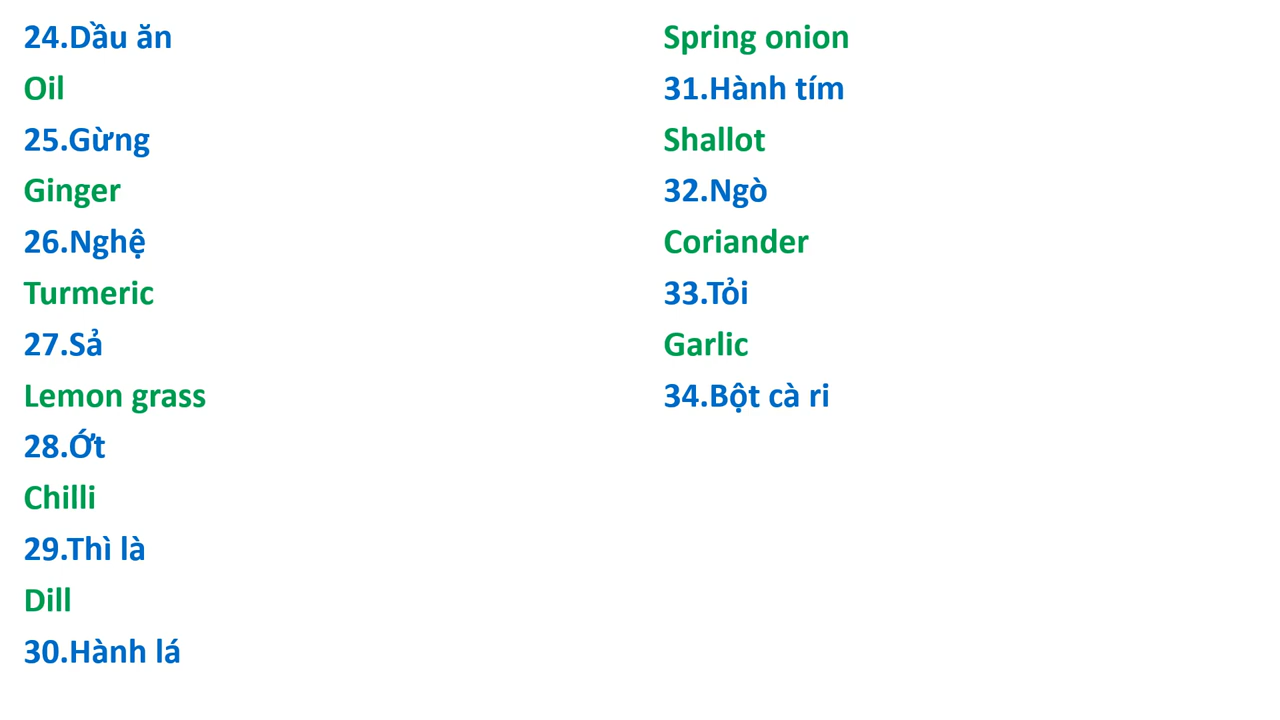 24.Dầu ăn
Oil
25.Gừng
Ginger
26.Nghệ
Turmeric
27.Sả
Lemon grass
28.Ớt
Chilli
29.Thì là
Dill
30.Hành lá
Spring onion
31.Hành tím
Shallot
32.Ngò
Coriander
33.Tỏi
Garlic
34.Bột cà ri